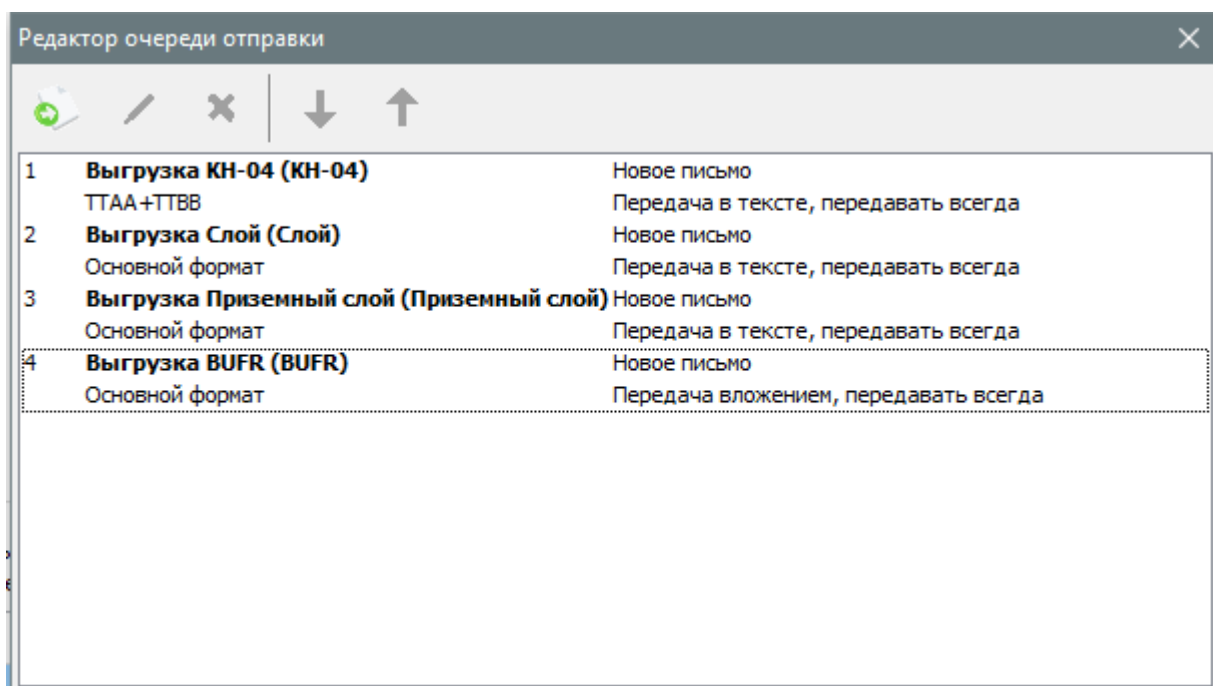 Редактор очереди отправки
1 Выгрузка КН-04 (КН-04) Новое письмо
ТТАА+ТТВВ Передача в тексте, передавать всегда
2 Выгрузка Слой (Слой) Новое письмо
Основной формат Передача в тексте, передавать всегда
3 Выгрузка Приземный слой (Приземный слой) Новое письмо
Основной формат Передача в тексте, передавать всегда
4 Выгрузка BUFR (BUFR) Новое письмо
Основной формат Передача вложением, передавать всегда